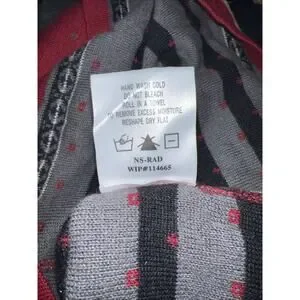 HAND WASH COLD
DO NOT BLEACH
ROLL IN A TOWEL
TO REMOVE EXCESS MOISTURE
RESHAPE DRY FLAT
NS-RAD
WIP#114665